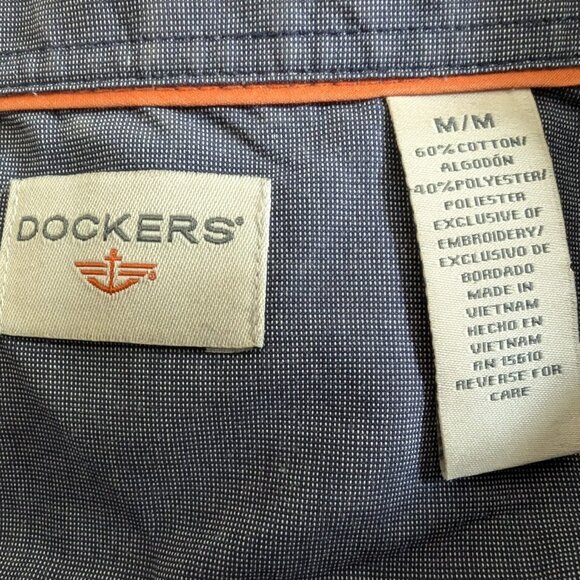 DOCKERS®
M/M
60% COTTON/
ALGODÓN
40% POLYESTER/
POLIESTER
EXCLUSIVE OF
EMBROIDERY/
EXCLUSIVO DE
BORDADO
MADE IN
VIETNAM
HECHO EN
VIETNAM
RN 15610
REVERSE FOR
CARE